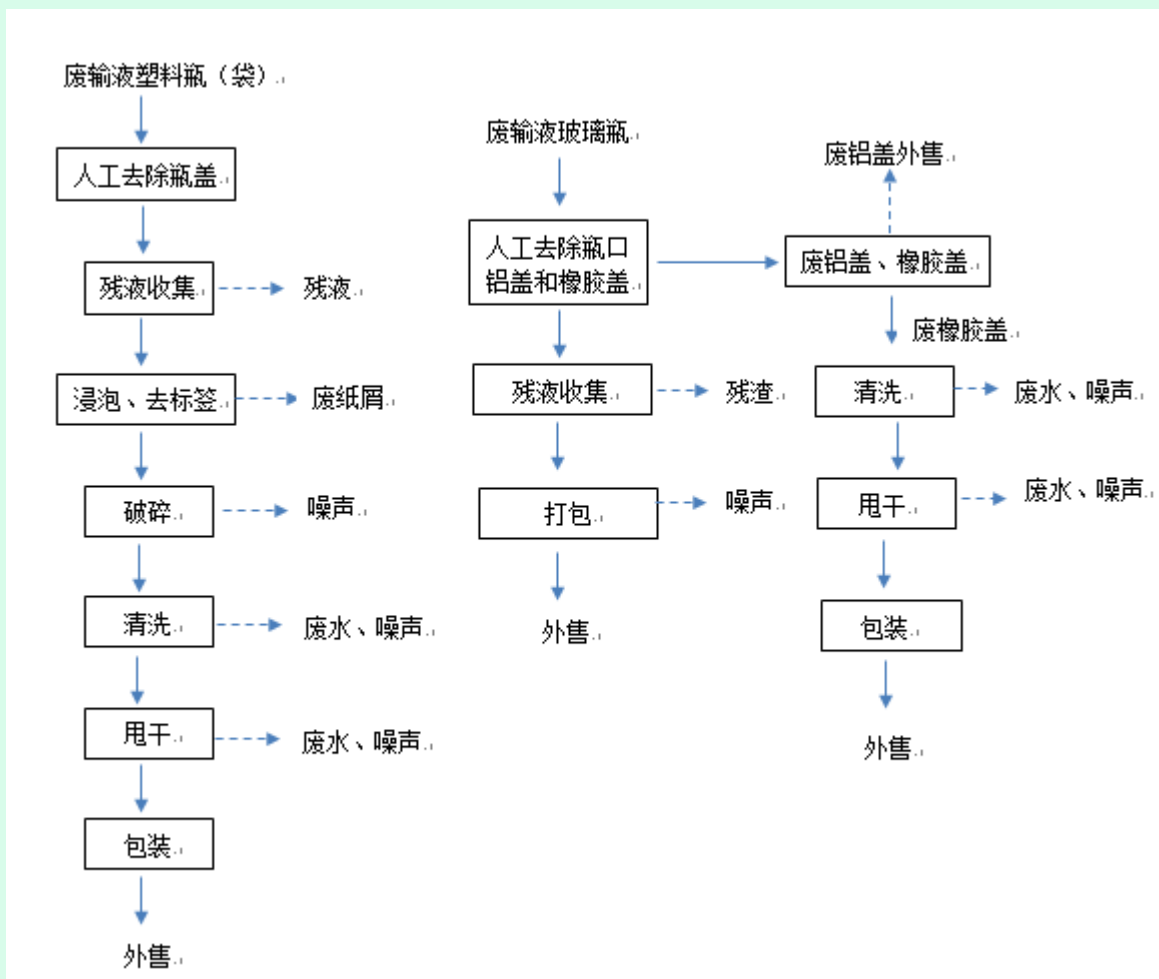 废输液塑料瓶（袋）
人工去除瓶盖
残液收集
残液
浸泡、去标签
废纸屑
破碎
噪声
清洗
废水、噪声
甩干
废水、噪声
包装
外售
废输液玻璃瓶
人工去除瓶口
铝盖和橡胶盖
残液收集
残渣
打包
噪声
外售
废铝盖外售
废铝盖、橡胶盖
废橡胶盖
清洗
废水、噪声
甩干
废水、噪声
包装
外售